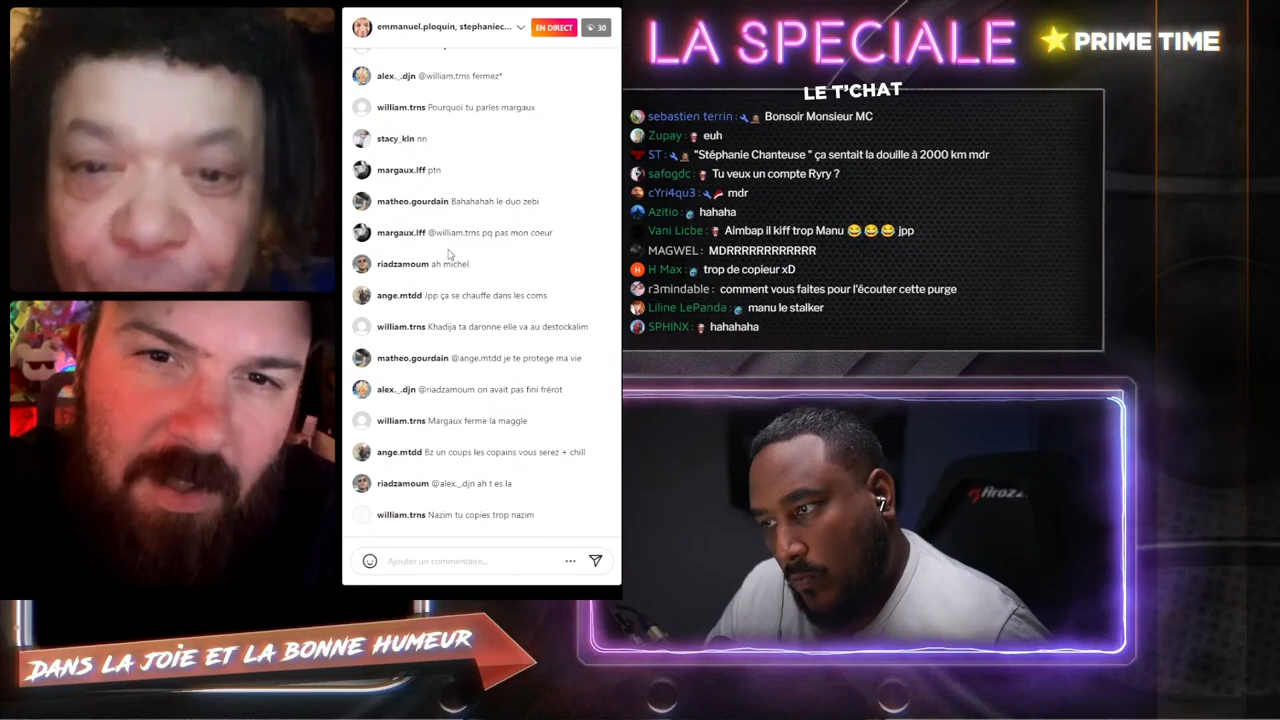 emmanuel.ploquin, stephaniec...
EN DIRECT
30
alex._.djn @william.trns fermez*
william.trns Pourquoi tu parles margaux
stacy_kln nn
margaux.lff ptn
matheo.gourdain Bahahahah le duo zebi
margaux.lff @william.trns pq pas mon coeur
riadzamoum ah michel
ange.mtdd Jpp ça se chauffe dans les coms
william.trns Khadija ta daronne elle va au destockalim
matheo.gourdain @ange.mtdd je te protege ma vie
alex._.djn @riadzamoum on avait pas fini frérot
william.trns Margaux ferme la maggle
ange.mtdd Bz un coups les copains vous serez + chill
riadzamoum @alex._.djn ah t es la
william.trns Nazim tu copies trop nazim
Ajouter un commentaire...
LA SPECIALE
PRIME TIME
LE T'CHAT
sebastien terrin : Bonsoir Monsieur MC
Zupay : euh
ST : "Stéphanie Chanteuse " ça sentait la douille à 2000 km mdr
safogdc : Tu veux un compte Ryry ?
cYri4qu3 : mdr
Azitio : hahaha
Vani Licbe : Aimbap il kiff trop Manu 😂 😂 😂 jpp
MAGWEL : MDRRRRRRRRRRR
H Max : trop de copieur xD
r3mindable : comment vous faites pour l'écouter cette purge
Liline LePanda : manu le stalker
SPHINX : hahahaha
DANS LA JOIE ET LA BONNE HUMEUR